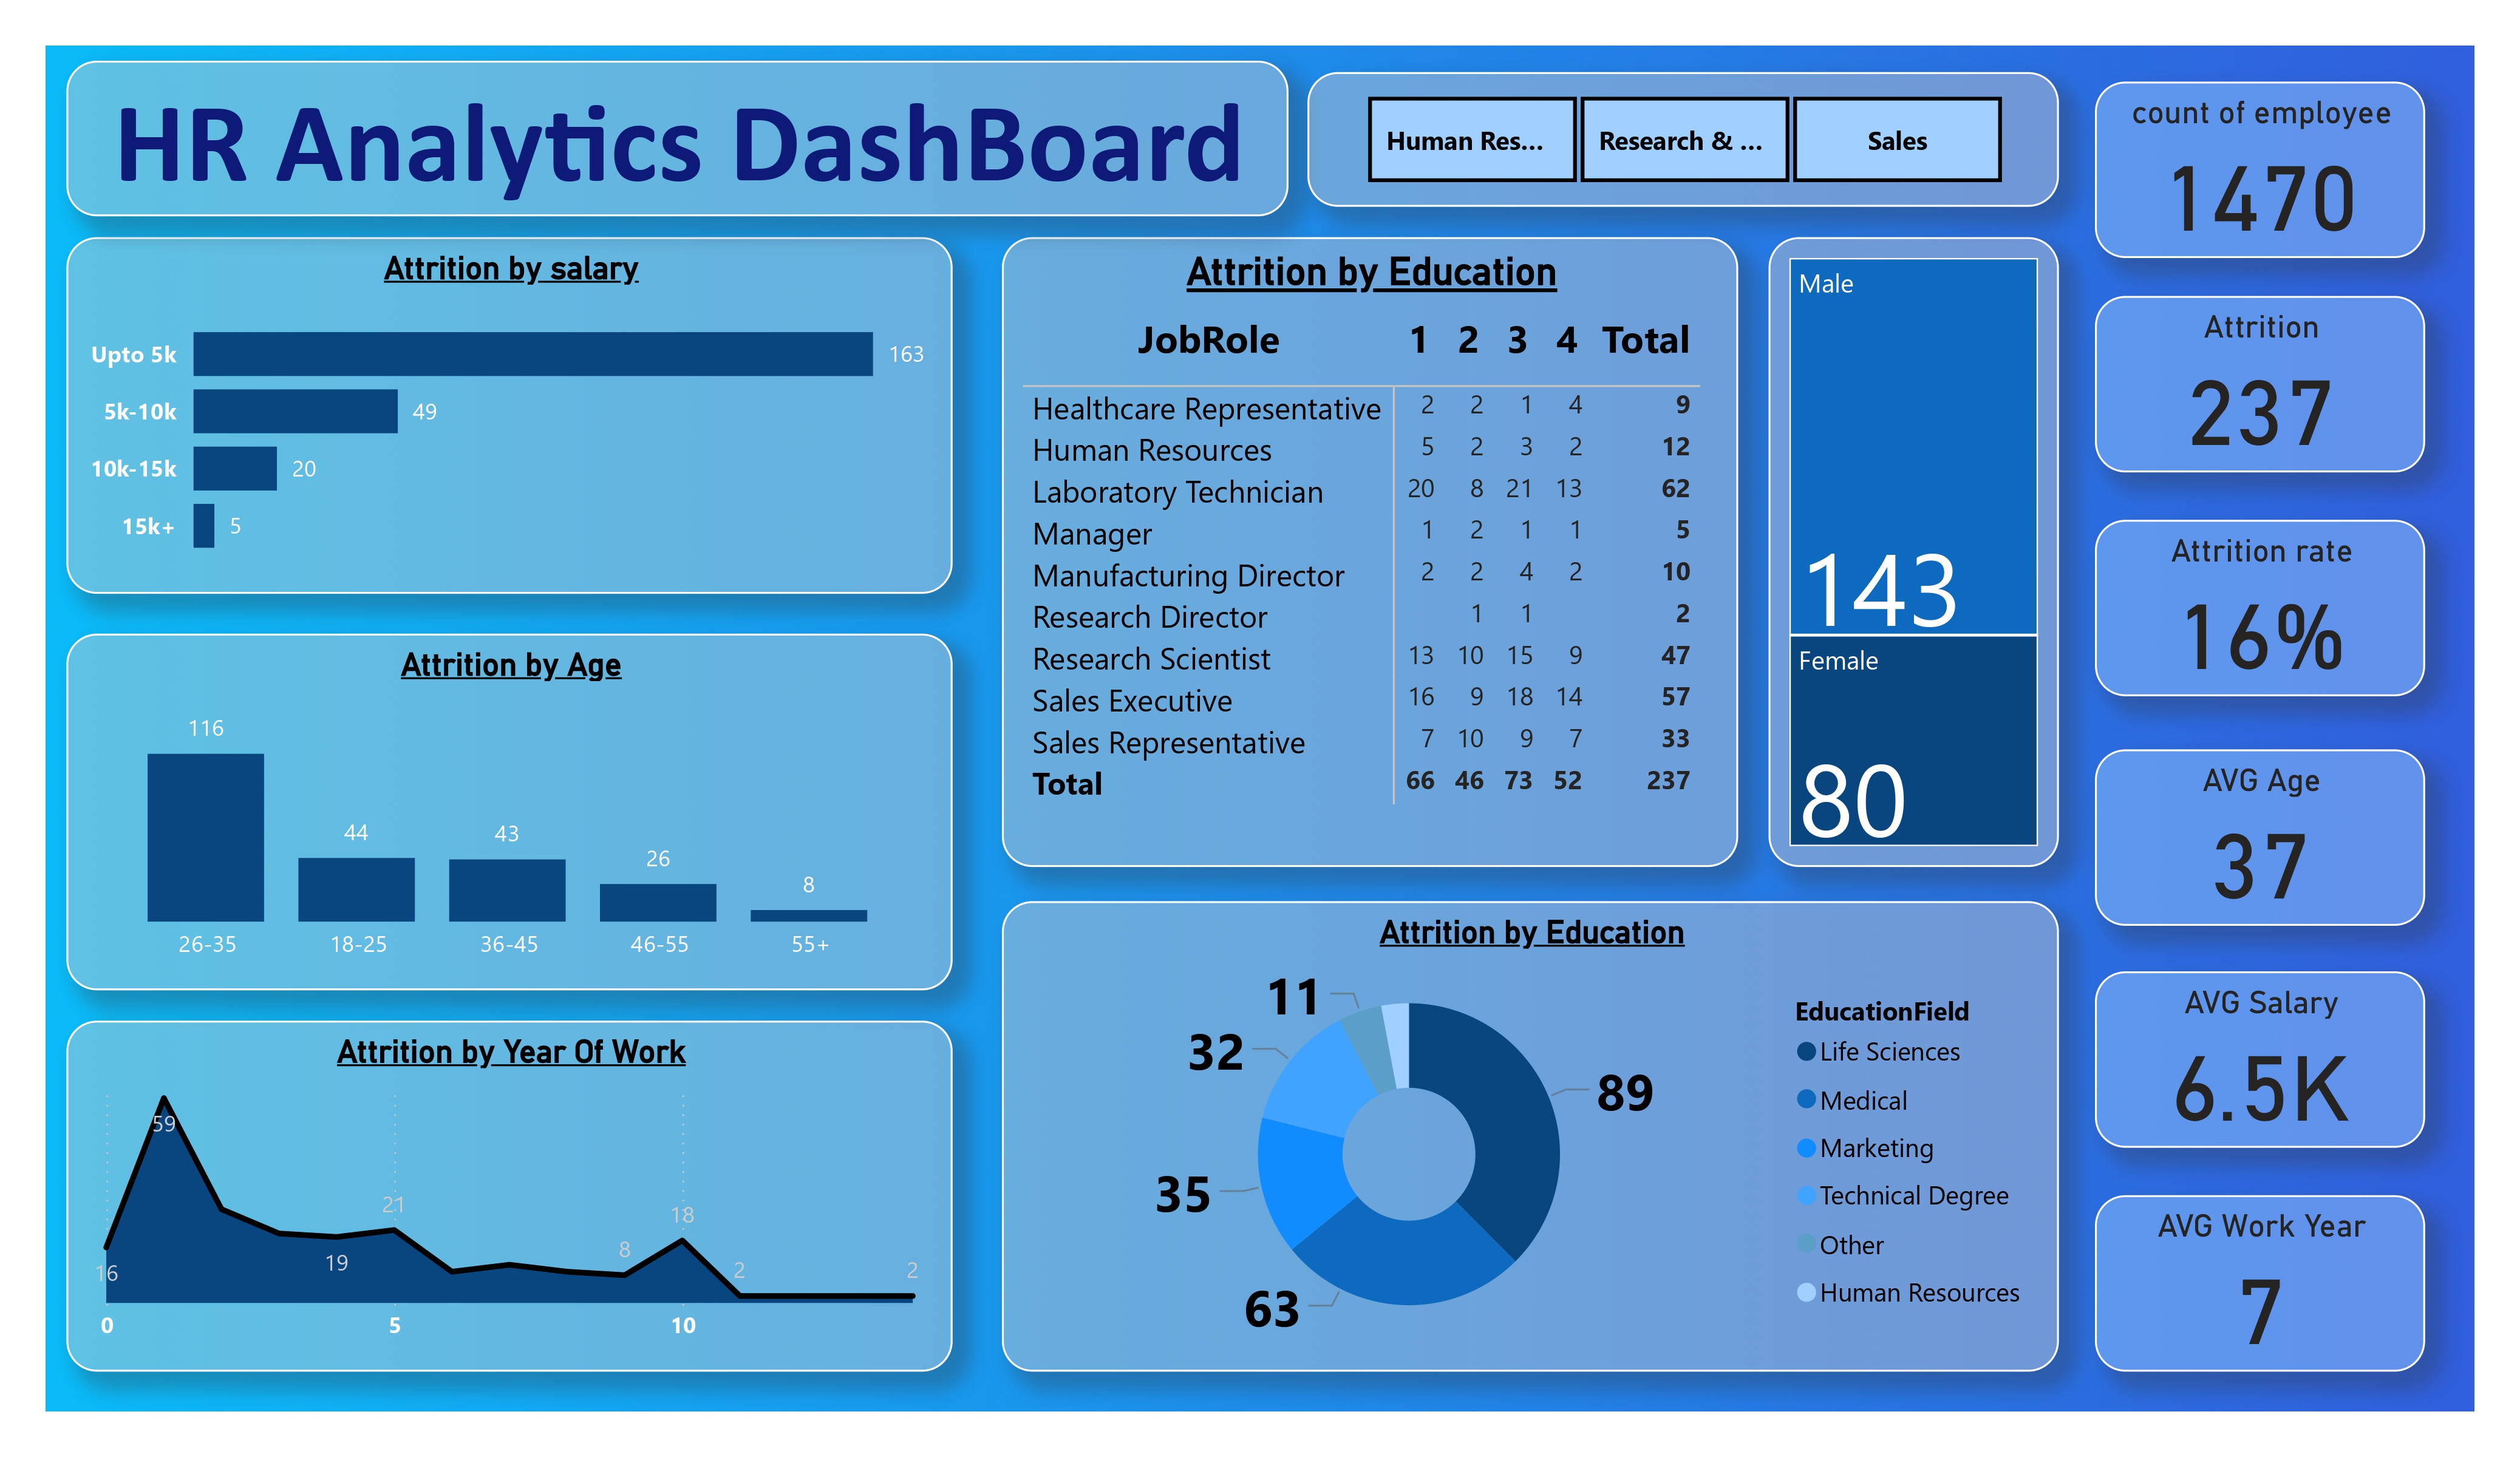 HR Analytics DashBoard
Human Res...
Research & ...
Sales
count of employee
1470
Attrition
237
Attrition rate
16%
AVG Age
37
AVG Salary
6.5K
AVG Work Year
7
Attrition by salary
Upto 5k 163
5k-10k 49
10k-15k 20
15k+ 5
Attrition by Age
116 44 43 26 8
26-35 18-25 36-45 46-55 55+
Attrition by Year Of Work
59
21
18
16 19 8 2 2
0 5 10
Attrition by Education
JobRole 1 2 3 4 Total
Healthcare Representative 2 2 1 4 9
Human Resources 5 2 3 2 12
Laboratory Technician 20 8 21 13 62
Manager 1 2 1 1 5
Manufacturing Director 2 2 4 2 10
Research Director 1 1 2
Research Scientist 13 10 15 9 47
Sales Executive 16 9 18 14 57
Sales Representative 7 10 9 7 33
Total 66 46 73 52 237
Male
143
Female
80
Attrition by Education
11
32
89
35
63
EducationField
Life Sciences
Medical
Marketing
Technical Degree
Other
Human Resources